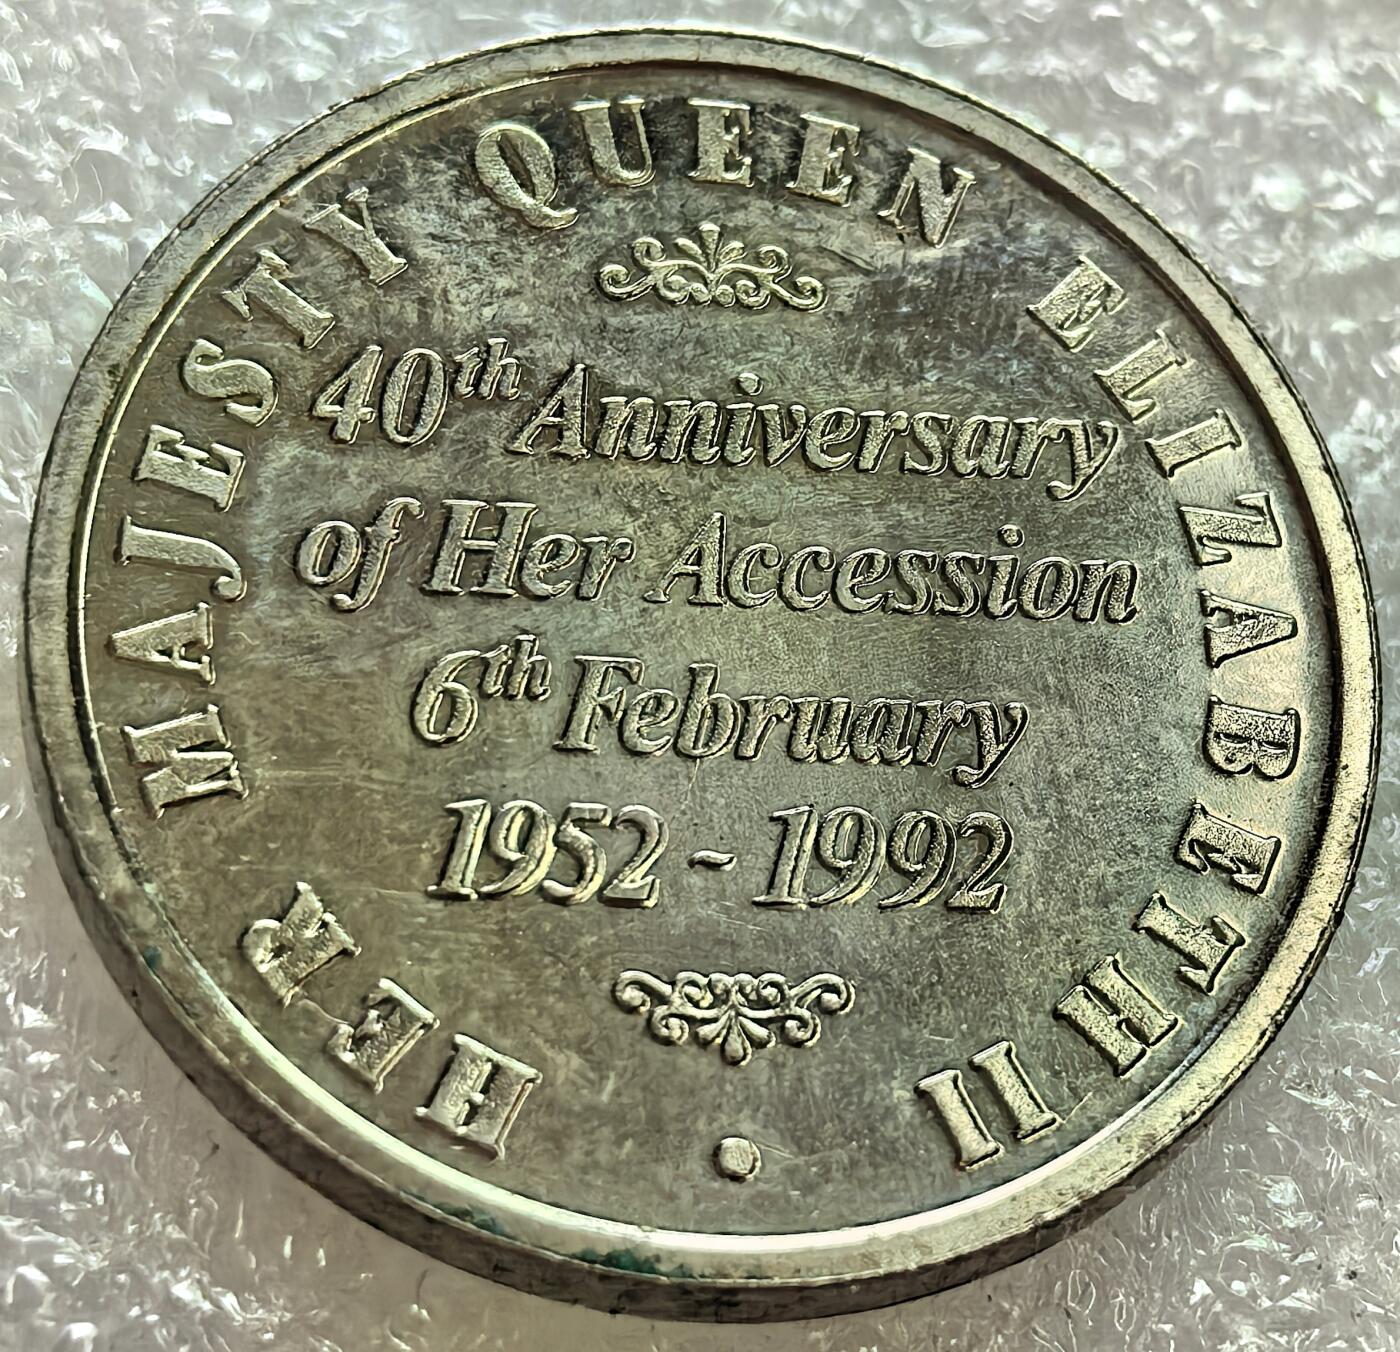 HER MAJESTY QUEEN ELIZABETH II
40th Anniversary
of Her Accession
6th February
1952 - 1992